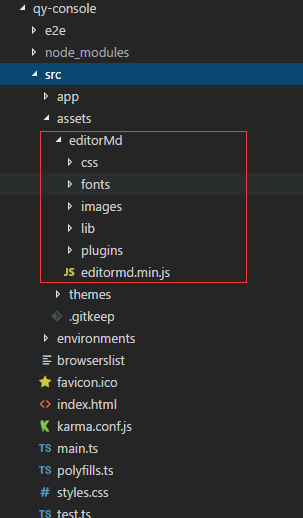 qy-console
e2e
node_modules
src
app
assets
editorMd
css
fonts
images
lib
plugins
JS editormd.min.js
themes
.gitkeep
environments
browserslist
favicon.ico
<> index.html
karma.conf.js
TS main.ts
TS polyfills.ts
# styles.css
TS test.ts